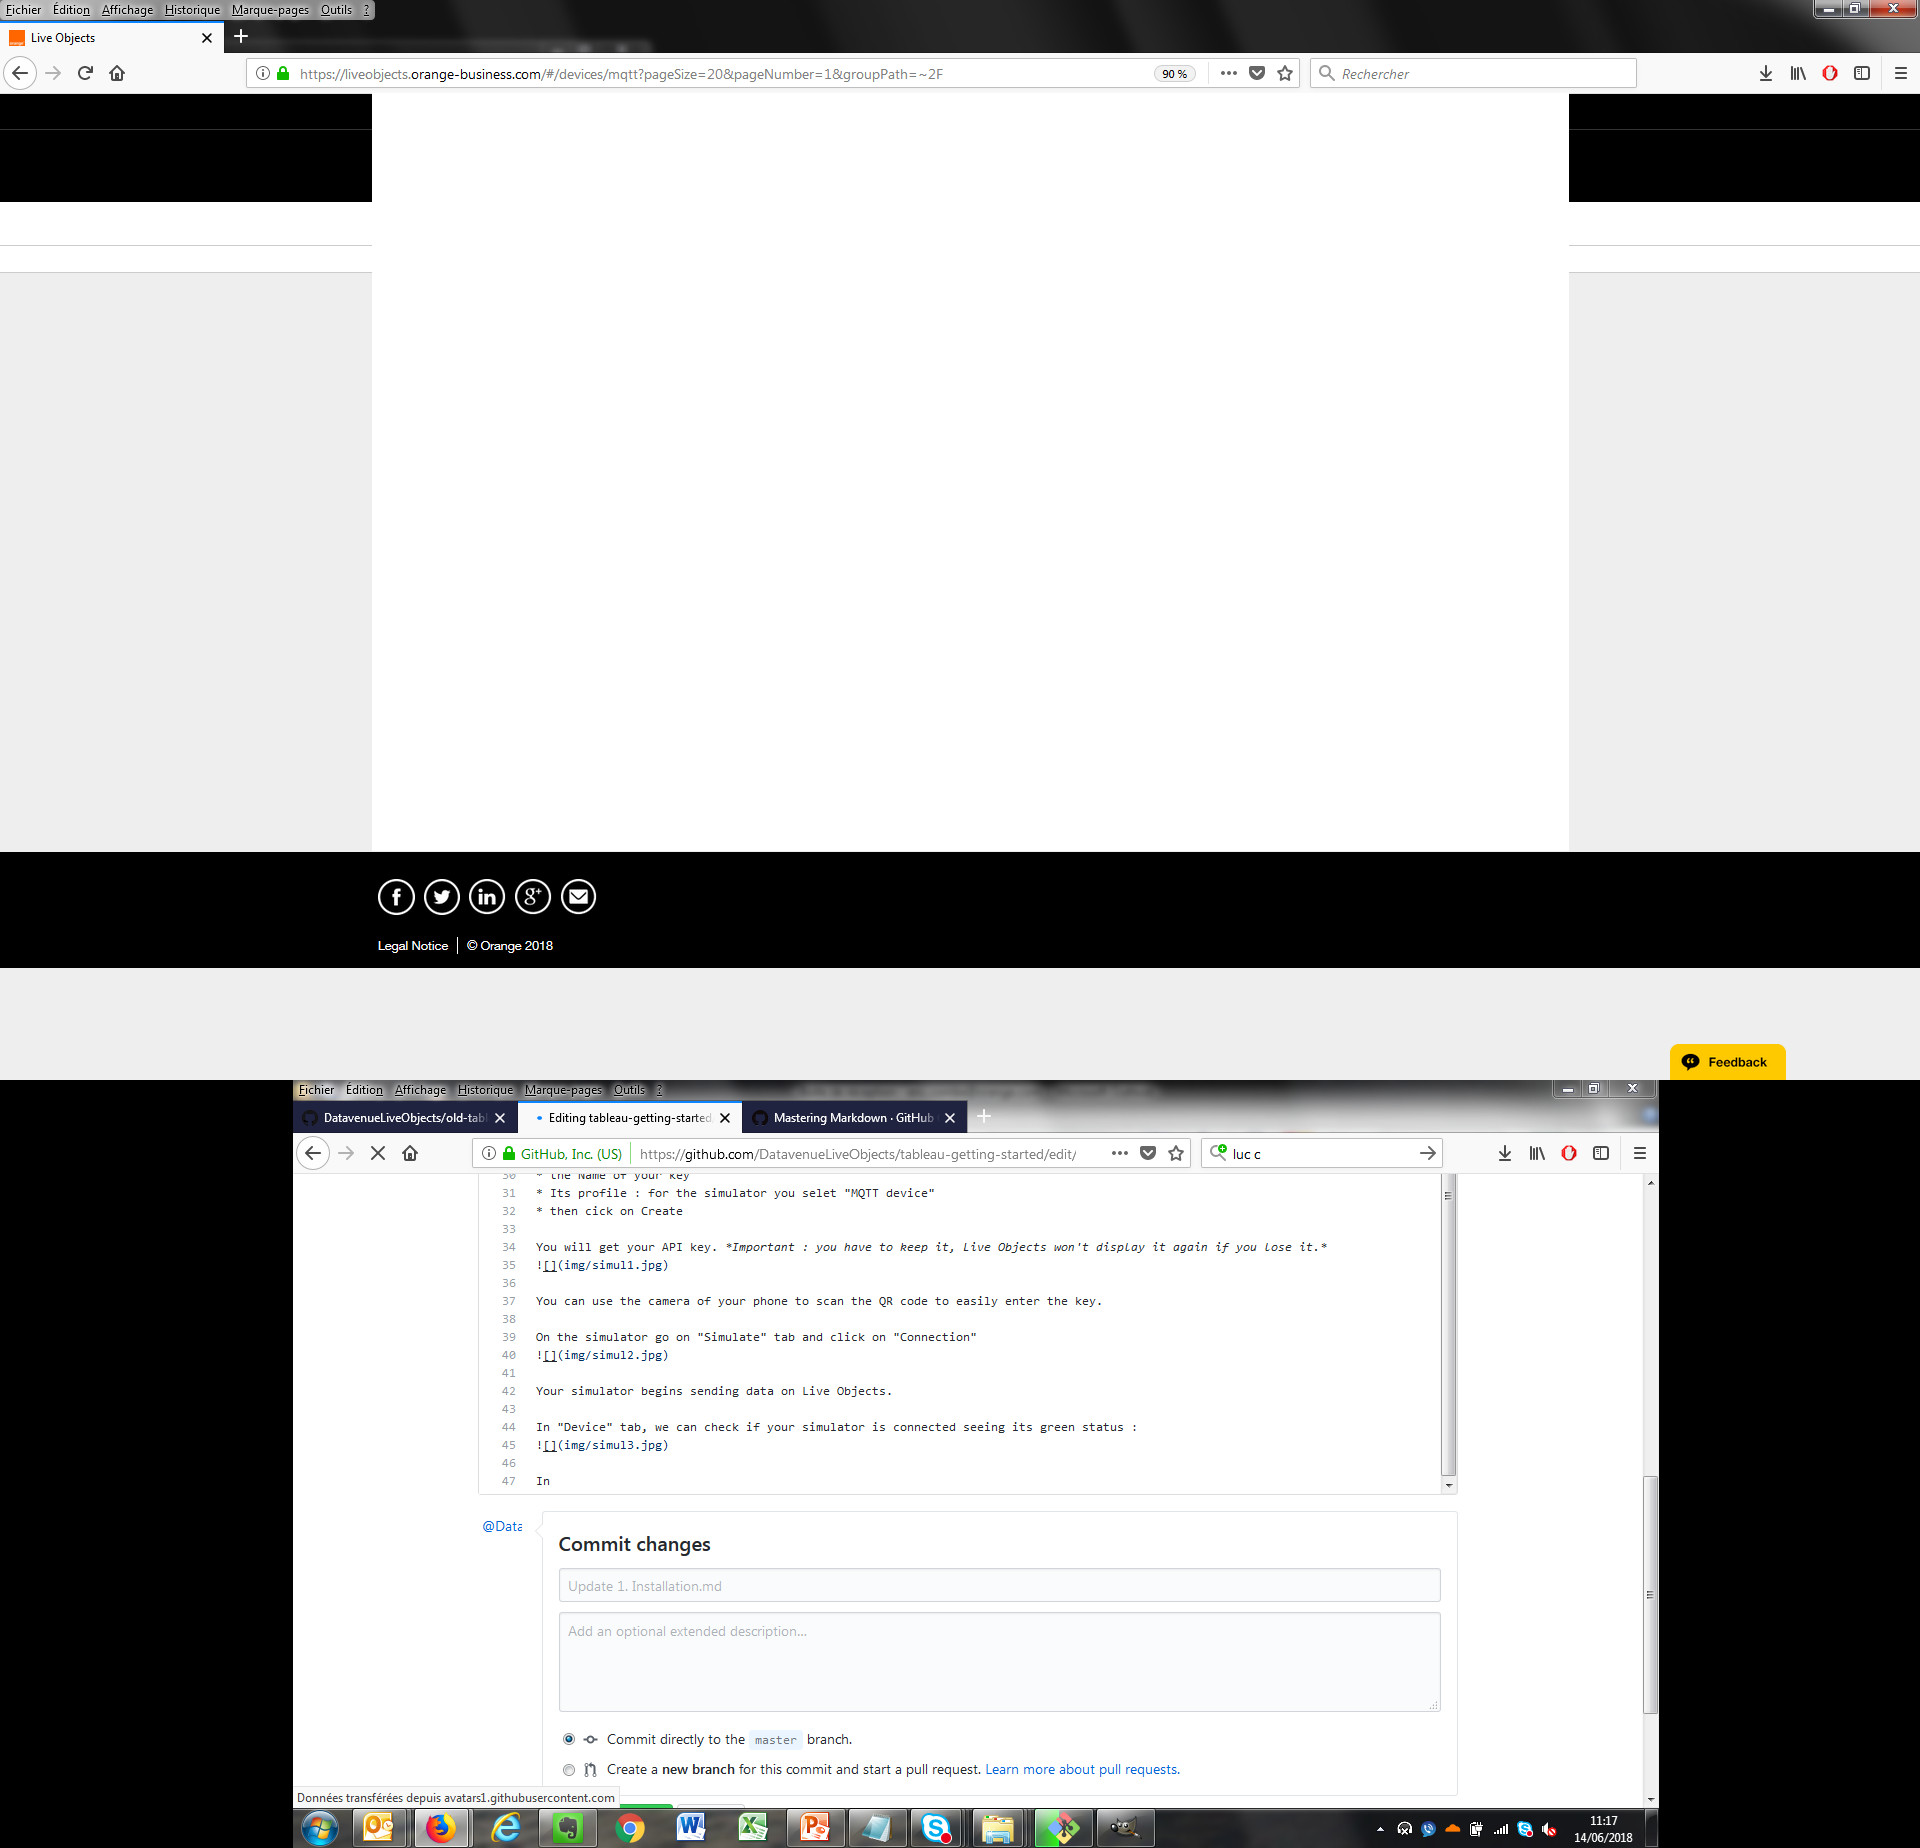 Fichier Édition Affichage Historique Marque-pages Outils ?
Live Objects
https://liveobjects.orange-business.com/#/devices/mqtt?pageSize=20&pageNumber=1&groupPath=~2F
90 %
Rechercher
Legal Notice | © Orange 2018
Feedback
Fichier Édition Affichage Historique Marque-pages Outils ?
DatavenueLiveObjects/old-tabl
Editing tableau-getting-started
Mastering Markdown · GitHub
GitHub, Inc. (US)
https://github.com/DatavenueLiveObjects/tableau-getting-started/edit/
luc c
30 * the Name of your key
31 * Its profile : for the simulator you selet "MQTT device"
32 * then cick on Create
33
34 You will get your API key. *Important : you have to keep it, Live Objects won't display it again if you lose it.*
35 ![](img/simul1.jpg)
36
37 You can use the camera of your phone to scan the QR code to easily enter the key.
38
39 On the simulator go on "Simulate" tab and click on "Connection"
40 ![](img/simul2.jpg)
41
42 Your simulator begins sending data on Live Objects.
43
44 In "Device" tab, we can check if your simulator is connected seeing its green status :
45 ![](img/simul3.jpg)
46
47 In
@Data
Commit changes
Update 1. Installation.md
Add an optional extended description...
Commit directly to the master branch.
Create a new branch for this commit and start a pull request. Learn more about pull requests.
Données transférées depuis avatars1.githubusercontent.com
11:17
14/06/2018